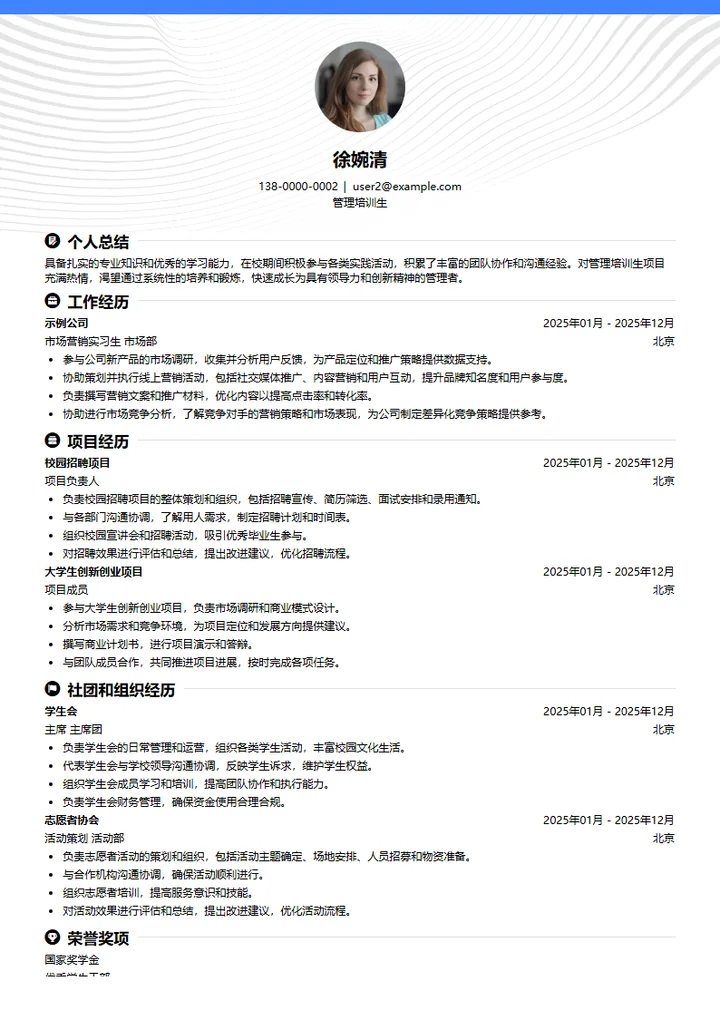 徐婉清
138-0000-0002 | user2@example.com
管理培训生
个人总结
具备扎实的专业知识和优秀的学习能力，在校期间积极参与各类实践活动，积累了丰富的团队协作和沟通经验。对管理培训生项目
充满热情，渴望通过系统性的培养和锻炼，快速成长为具有领导力和创新精神的管理者。
工作经历
示例公司 2025年01月 - 2025年12月
市场营销实习生 市场部 北京
• 参与公司新产品的市场调研，收集并分析用户反馈，为产品定位和推广策略提供数据支持。
• 协助策划并执行线上营销活动，包括社交媒体推广、内容营销和用户互动，提升品牌知名度和用户参与度。
• 负责撰写营销文案和推广材料，优化内容以提高点击率和转化率。
• 协助进行市场竞争分析，了解竞争对手的营销策略和市场表现，为公司制定差异化竞争策略提供参考。
项目经历
校园招聘项目 2025年01月 - 2025年12月
项目负责人 北京
• 负责校园招聘项目的整体策划和组织，包括招聘宣传、简历筛选、面试安排和录用通知。
• 与各部门沟通协调，了解用人需求，制定招聘计划和时间表。
• 组织校园宣讲会和招聘活动，吸引优秀毕业生参与。
• 对招聘效果进行评估和总结，提出改进建议，优化招聘流程。
大学生创新创业项目 2025年01月 - 2025年12月
项目成员 北京
• 参与大学生创新创业项目，负责市场调研和商业模式设计。
• 分析市场需求和竞争环境，为项目定位和发展方向提供建议。
• 撰写商业计划书，进行项目演示和答辩。
• 与团队成员合作，共同推进项目进展，按时完成各项任务。
社团和组织经历
学生会 2025年01月 - 2025年12月
主席 主席团 北京
• 负责学生会的日常管理和运营，组织各类学生活动，丰富校园文化生活。
• 代表学生会与学校领导沟通协调，反映学生诉求，维护学生权益。
• 组织学生会成员学习和培训，提高团队协作和执行能力。
• 负责学生会财务管理，确保资金使用合理合规。
志愿者协会 2025年01月 - 2025年12月
活动策划 活动部 北京
• 负责志愿者活动的策划和组织，包括活动主题确定、场地安排、人员招募和物资准备。
• 与合作机构沟通协调，确保活动顺利进行。
• 组织志愿者培训，提高服务意识和技能。
• 对活动效果进行评估和总结，提出改进建议，优化活动流程。
荣誉奖项
国家奖学金